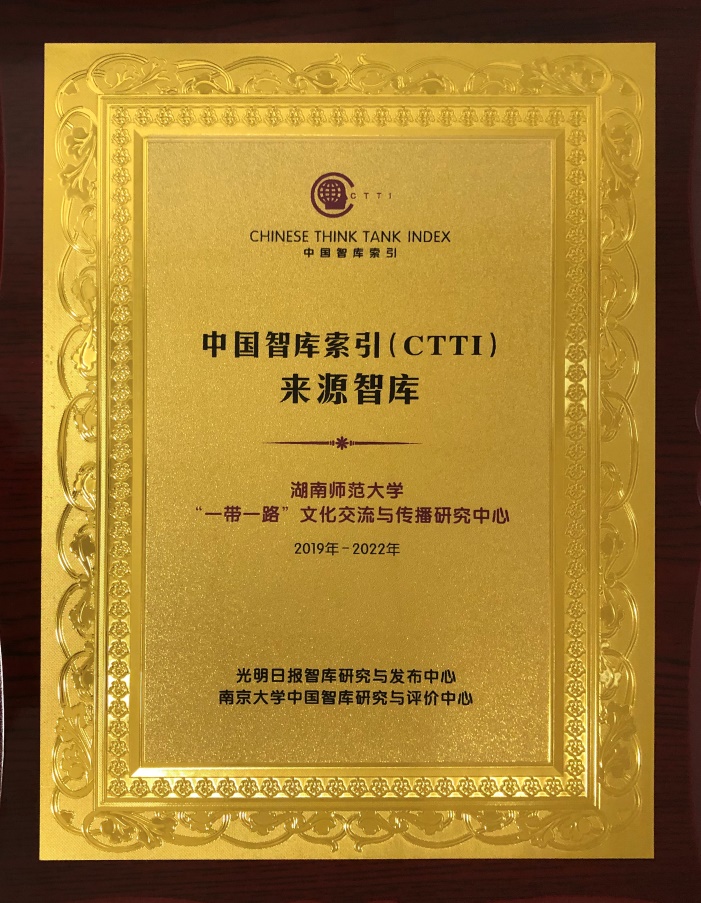 CTTI
CHINESE THINK TANK INDEX
中国智库索引
中国智库索引(CTTI)
来源智库
湖南师范大学
“一带一路”文化交流与传播研究中心
2019年-2022年
光明日报智库研究与发布中心
南京大学中国智库研究与评价中心